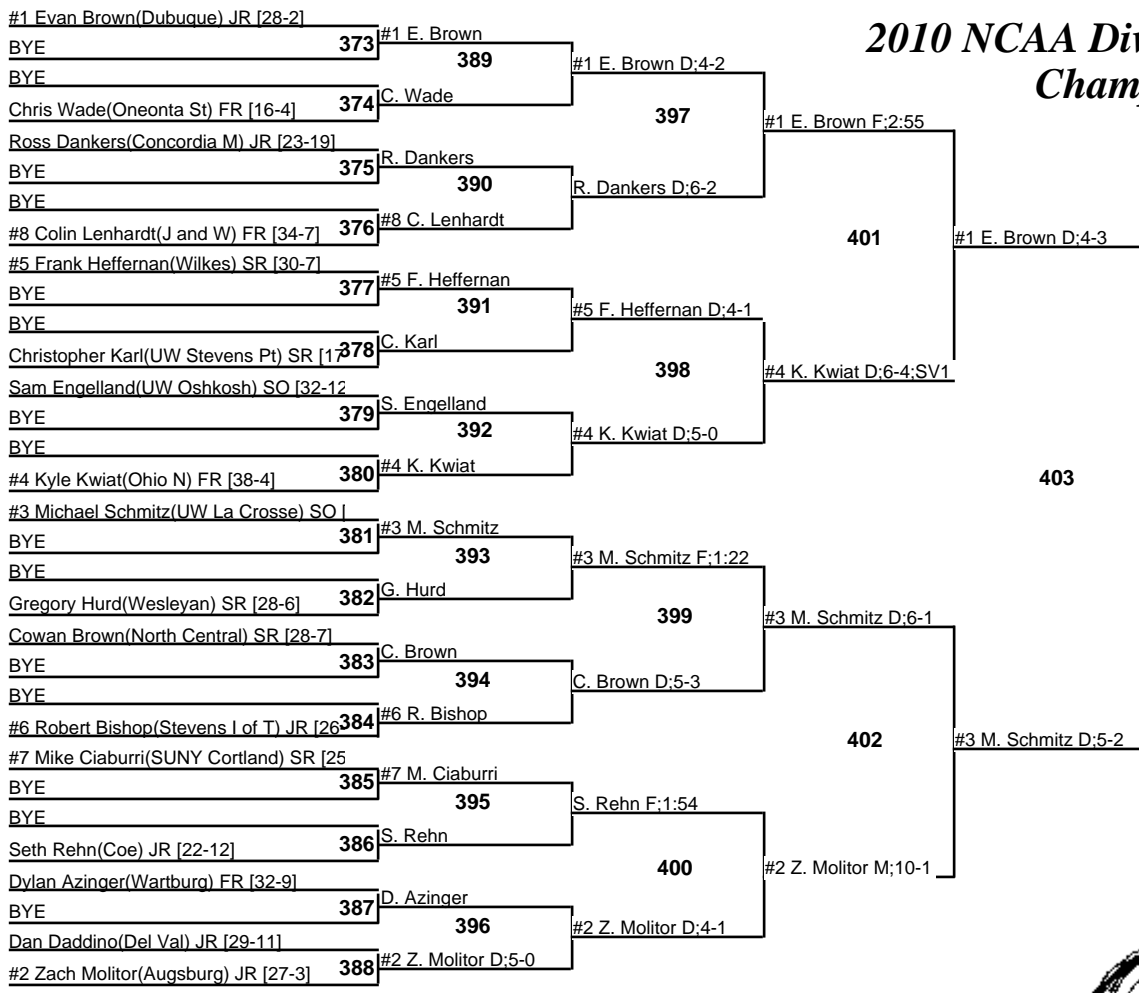 2010 NCAA Div
Champ
#1 Evan Brown(Dubuque) JR [28-2]
BYE
373
BYE
Chris Wade(Oneonta St) FR [16-4]
374
Ross Dankers(Concordia M) JR [23-19]
BYE
375
BYE
#8 Colin Lenhardt(J and W) FR [34-7]
376
#5 Frank Heffernan(Wilkes) SR [30-7]
BYE
377
BYE
Christopher Karl(UW Stevens Pt) SR [17
378
Sam Engelland(UW Oshkosh) SO [32-12
BYE
379
BYE
#4 Kyle Kwiat(Ohio N) FR [38-4]
380
#3 Michael Schmitz(UW La Crosse) SO [
BYE
381
BYE
Gregory Hurd(Wesleyan) SR [28-6]
382
Cowan Brown(North Central) SR [28-7]
BYE
383
BYE
#6 Robert Bishop(Stevens I of T) JR [26-
384
#7 Mike Ciaburri(SUNY Cortland) SR [25
BYE
385
BYE
Seth Rehn(Coe) JR [22-12]
386
Dylan Azinger(Wartburg) FR [32-9]
BYE
387
Dan Daddino(Del Val) JR [29-11]
#2 Zach Molitor(Augsburg) JR [27-3]
388
#1 E. Brown
389
C. Wade
R. Dankers
390
#8 C. Lenhardt
#5 F. Heffernan
391
C. Karl
S. Engelland
392
#4 K. Kwiat
#3 M. Schmitz
393
G. Hurd
C. Brown
394
#6 R. Bishop
#7 M. Ciaburri
395
S. Rehn
D. Azinger
396
#2 Z. Molitor D;5-0
#1 E. Brown D;4-2
397
R. Dankers D;6-2
#5 F. Heffernan D;4-1
398
#4 K. Kwiat D;5-0
#3 M. Schmitz F;1:22
399
C. Brown D;5-3
S. Rehn F;1:54
400
#2 Z. Molitor D;4-1
#1 E. Brown F;2:55
401
#4 K. Kwiat D;6-4;SV1
#3 M. Schmitz D;6-1
402
#2 Z. Molitor M;10-1
#1 E. Brown D;4-3
403
#3 M. Schmitz D;5-2